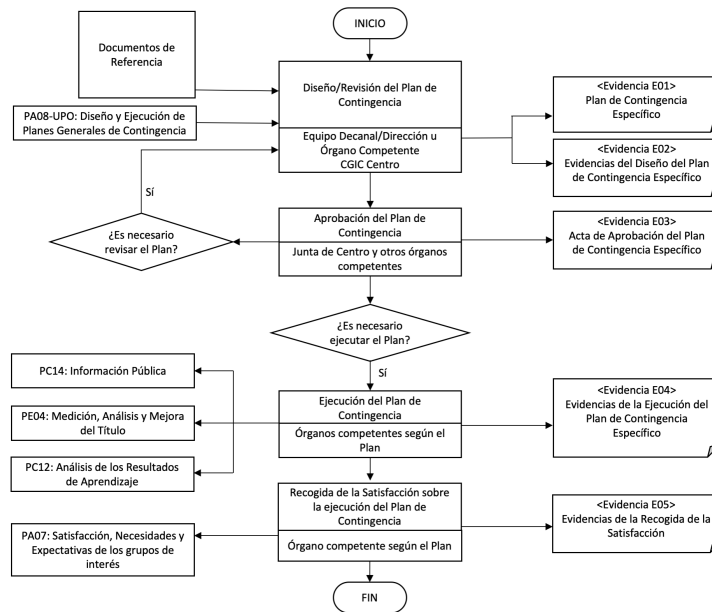 INICIO
Documentos de
Referencia
Diseño/Revisión del Plan de
Contingencia
<Evidencia E01>
Plan de Contingencia
Específico
PA08-UPO: Diseño y Ejecución de
Planes Generales de Contingencia
Equipo Decanal/Dirección u
Órgano Competente
CGIC Centro
<Evidencia E02>
Evidencias del Diseño del Plan
de Contingencia Específico
Sí
¿Es necesario
revisar el Plan?
Aprobación del Plan de
Contingencia
Junta de Centro y otros órganos
competentes
<Evidencia E03>
Acta de Aprobación del Plan
de Contingencia Específico
¿Es necesario
ejecutar el Plan?
Sí
PC14: Información Pública
PE04: Medición, Análisis y Mejora
del Título
PC12: Análisis de los Resultados
de Aprendizaje
Ejecución del Plan de
Contingencia
Órganos competentes según el
Plan
<Evidencia E04>
Evidencias de la Ejecución del
Plan de Contingencia
Específico
Recogida de la Satisfacción sobre
la ejecución del Plan de
Contingencia
Órgano competente según el Plan
PA07: Satisfacción, Necesidades y
Expectativas de los grupos de
interés
<Evidencia E05>
Evidencias de la Recogida de la
Satisfacción
FIN